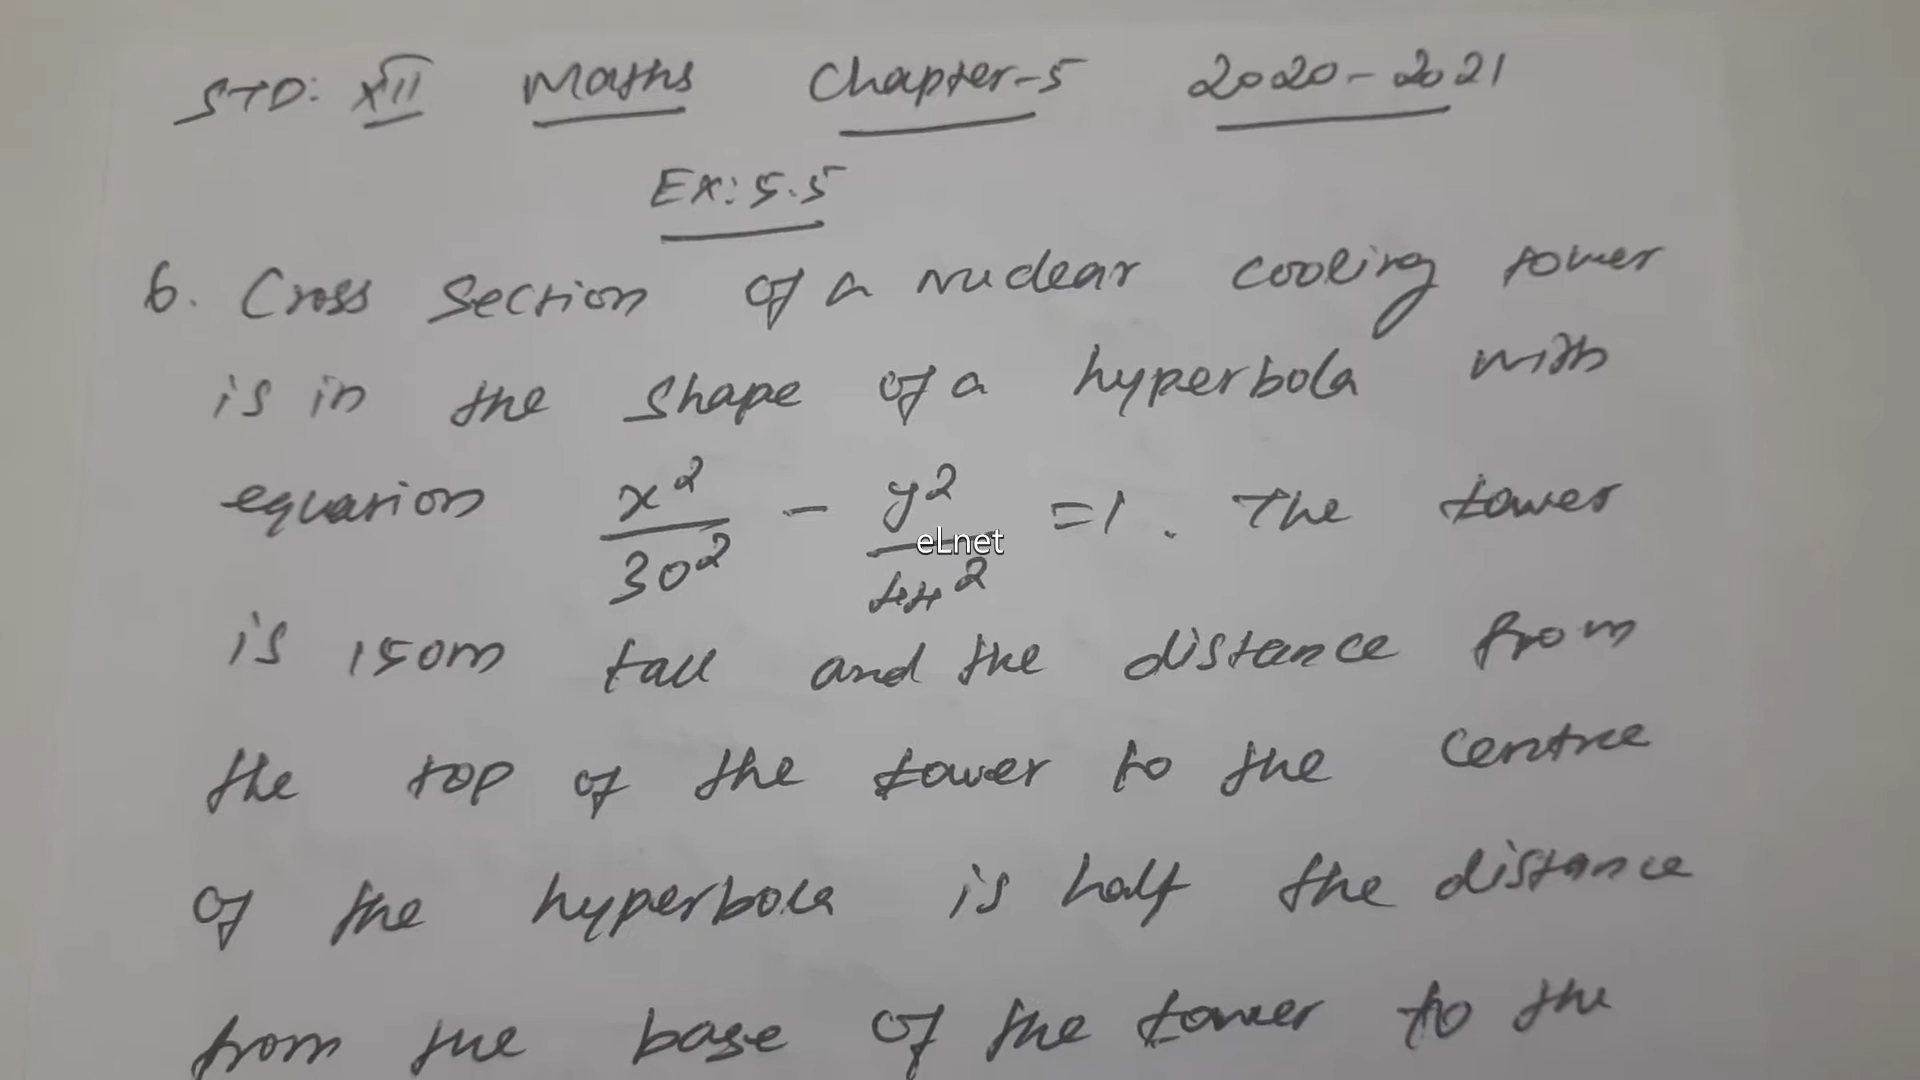 STD: XII Maths Chapter-5 2020-2021
Ex: 5.5
6. Cross Section of a nuclear cooling tower
is in the shape of a hyperbola with
equation x²/30² - y²/44² = 1. The tower
eLnet
is 150m tall and the distance from
the top of the tower to the centre
of the hyperbola is half the distance
from the base of the tower to the